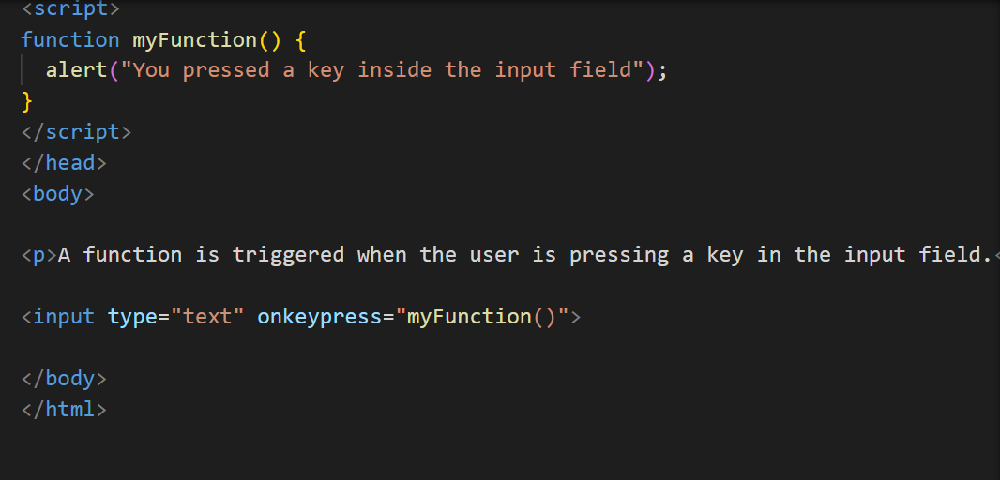 <script>
function myFunction() {
  alert("You pressed a key inside the input field");
}
</script>
</head>
<body>
<p>A function is triggered when the user is pressing a key in the input field.<
<input type="text" onkeypress="myFunction()">
</body>
</html>